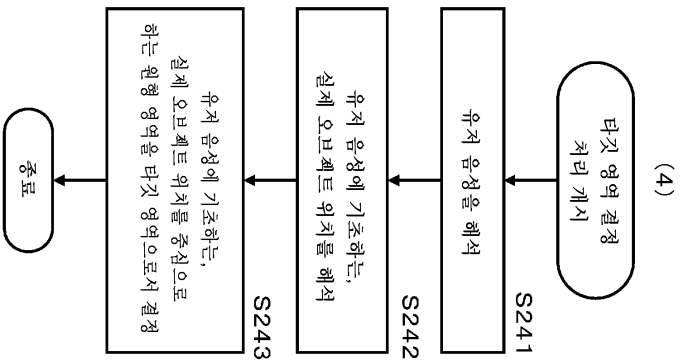 (4)
타깃 영역 결정
처리 개시
S241
유저 음성을 해석
S242
유저 음성에 기초하는,
실제 오브젝트 위치를 해석
S243
유저 음성에 기초하는,
실제 오브젝트 위치를 중심으로
하는 원형 영역을 타깃 영역으로서 결정
종료